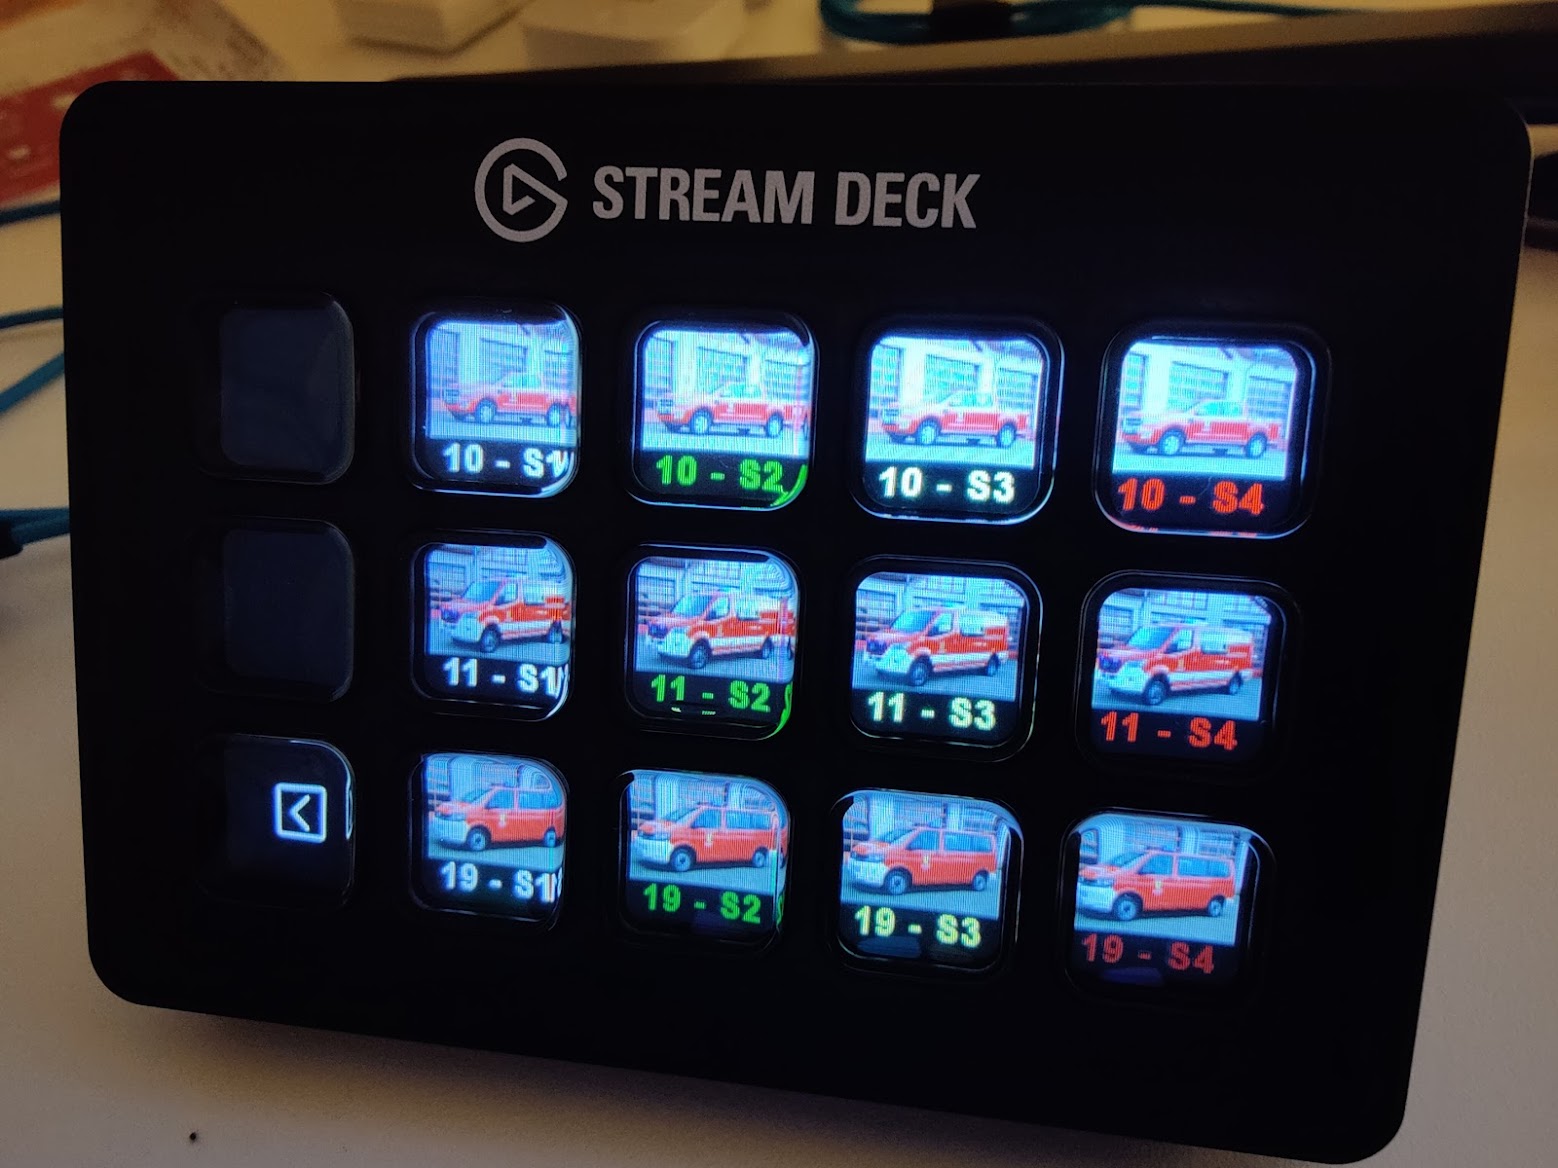 STREAM DECK
10 - S1
10 - S2
10 - S3
10 - S4
11 - S1
11 - S2
11 - S3
11 - S4
19 - S1
19 - S2
19 - S3
19 - S4